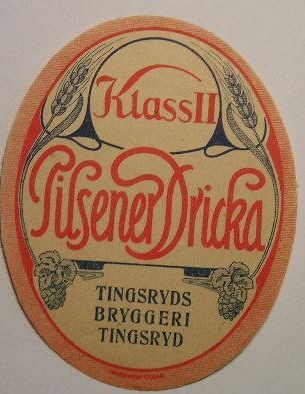 Klass II
Pilsener Dricka
TINGSRYDS
BRYGGERI
TINGSRYD